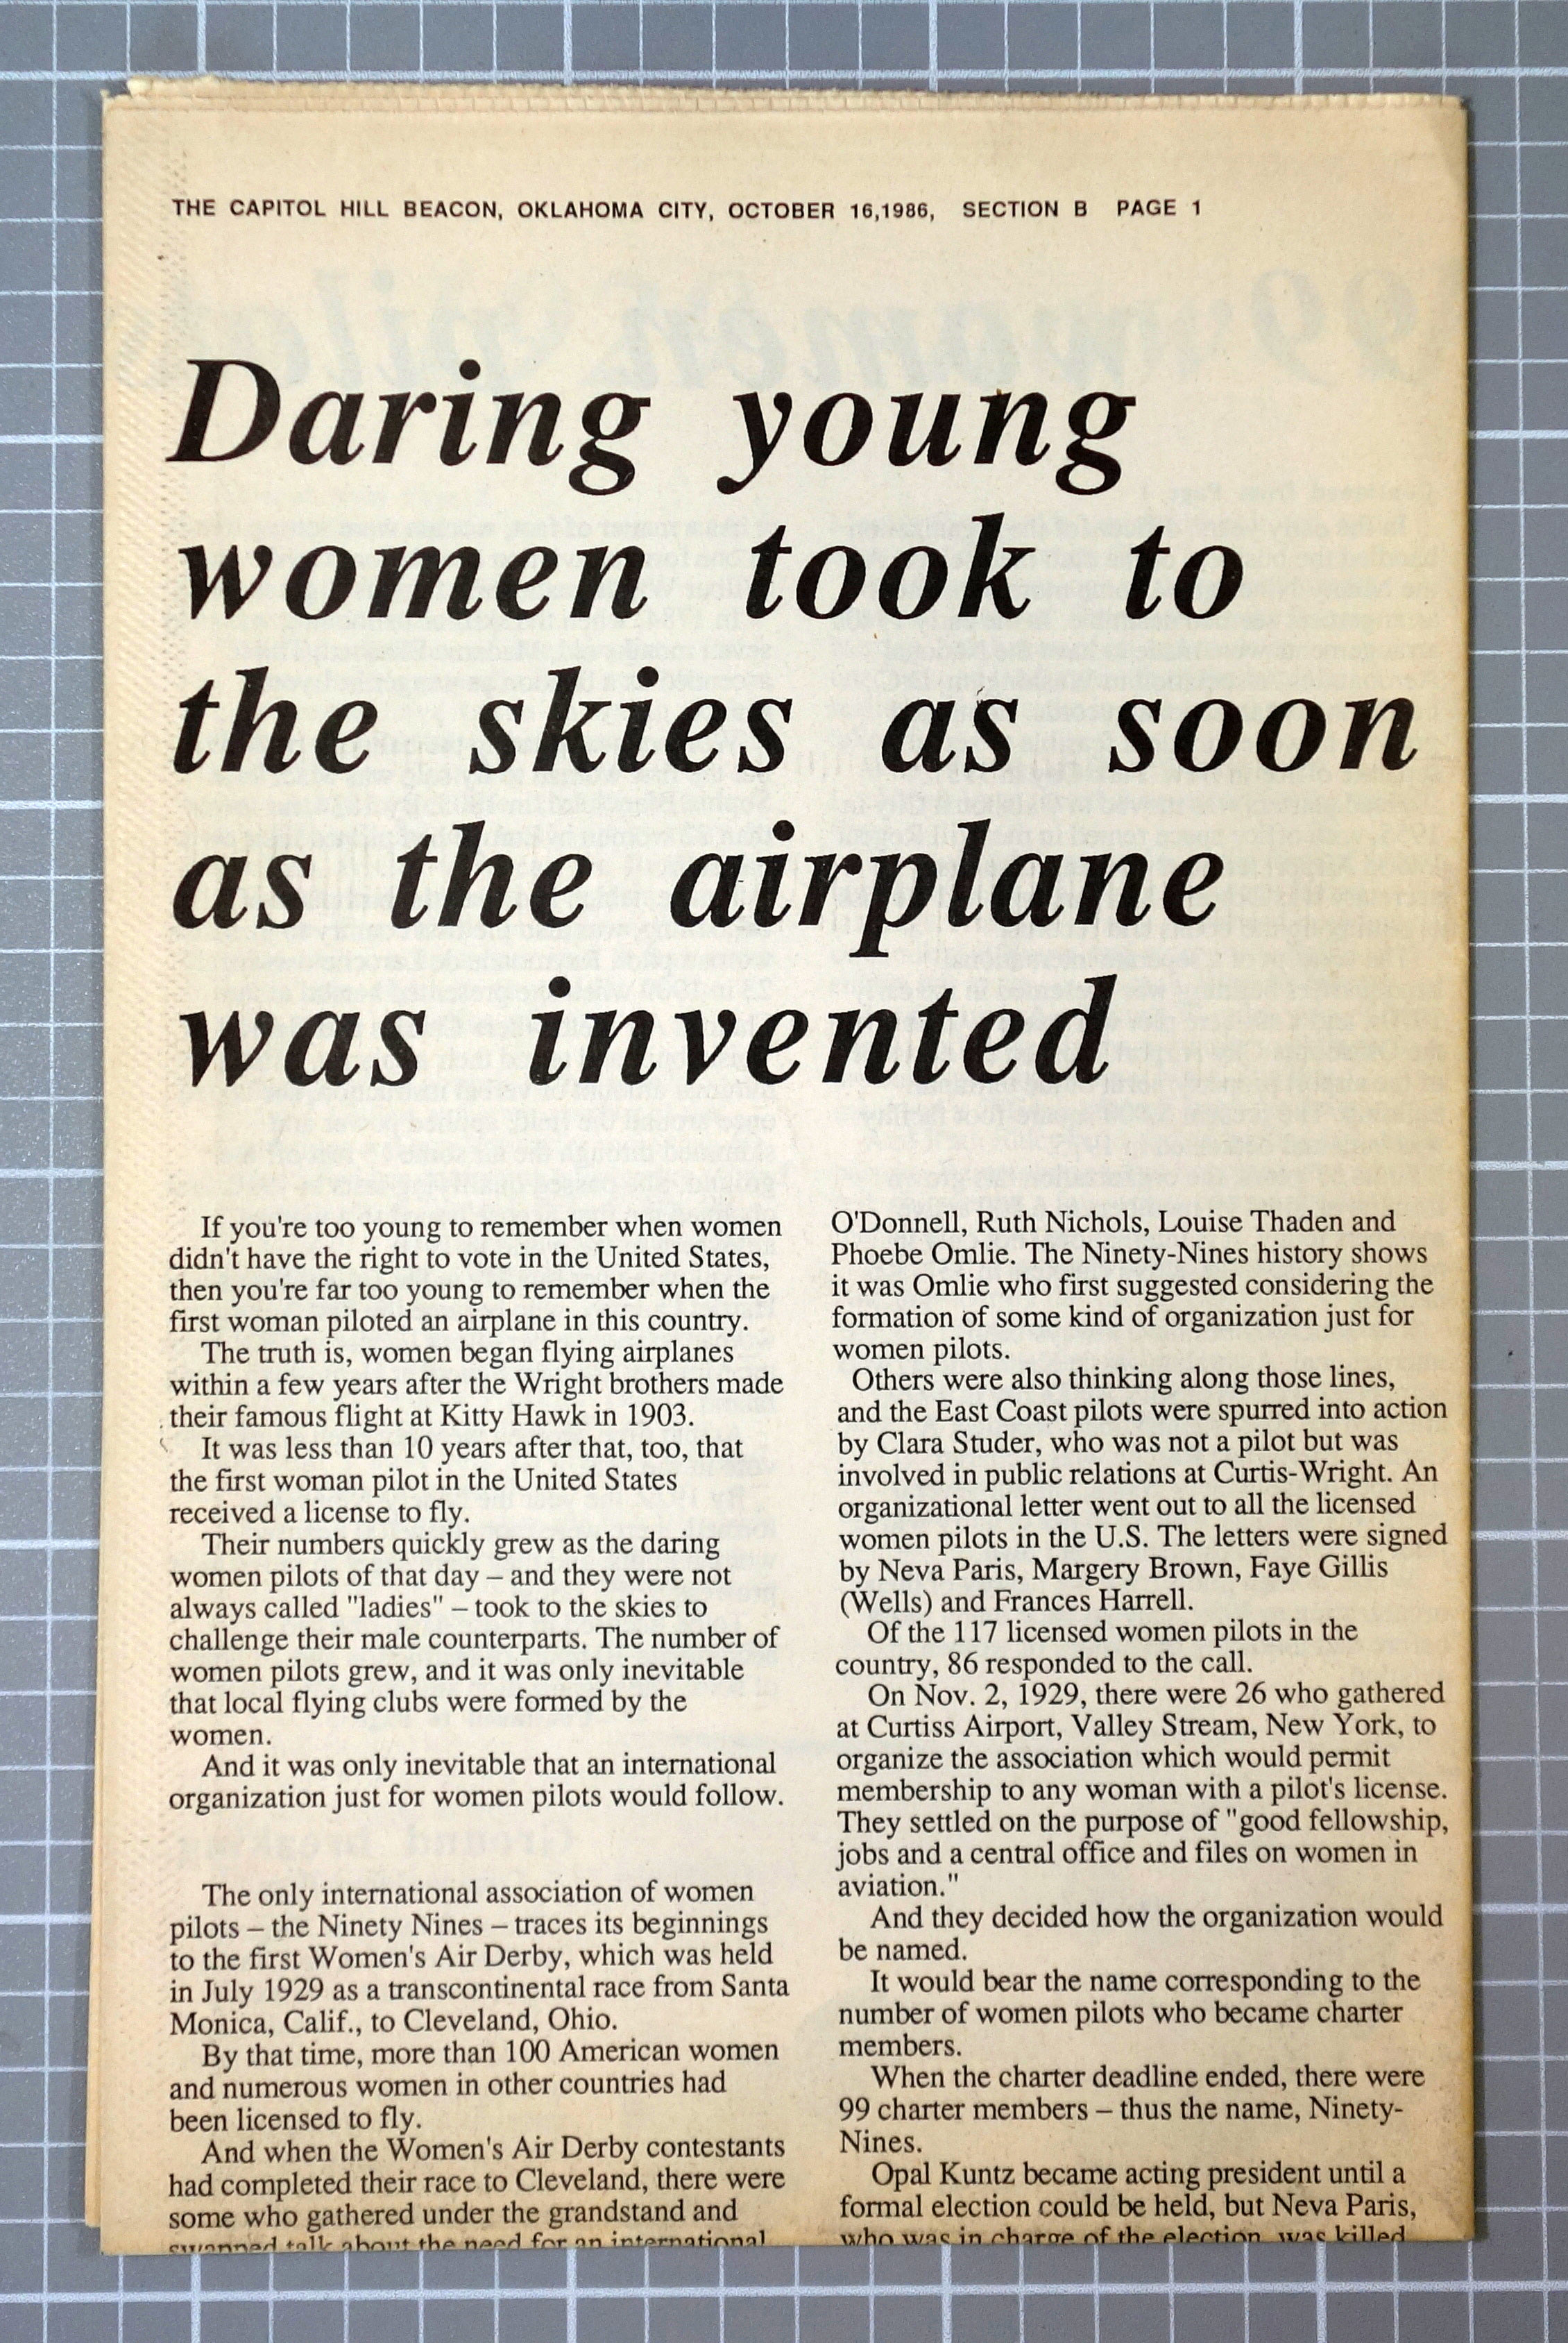 THE CAPITOL HILL BEACON, OKLAHOMA CITY, OCTOBER 16,1986, SECTION B PAGE 1
Daring young
women took to
the skies as soon
as the airplane
was invented
If you're too young to remember when women
didn't have the right to vote in the United States,
then you're far too young to remember when the
first woman piloted an airplane in this country.
The truth is, women began flying airplanes
within a few years after the Wright brothers made
their famous flight at Kitty Hawk in 1903.
It was less than 10 years after that, too, that
the first woman pilot in the United States
received a license to fly.
Their numbers quickly grew as the daring
women pilots of that day – and they were not
always called "ladies" – took to the skies to
challenge their male counterparts. The number of
women pilots grew, and it was only inevitable
that local flying clubs were formed by the
women.
And it was only inevitable that an international
organization just for women pilots would follow.
The only international association of women
pilots – the Ninety Nines – traces its beginnings
to the first Women's Air Derby, which was held
in July 1929 as a transcontinental race from Santa
Monica, Calif., to Cleveland, Ohio.
By that time, more than 100 American women
and numerous women in other countries had
been licensed to fly.
And when the Women's Air Derby contestants
had completed their race to Cleveland, there were
some who gathered under the grandstand and
swapped talk about the need for an international
O'Donnell, Ruth Nichols, Louise Thaden and
Phoebe Omlie. The Ninety-Nines history shows
it was Omlie who first suggested considering the
formation of some kind of organization just for
women pilots.
Others were also thinking along those lines,
and the East Coast pilots were spurred into action
by Clara Studer, who was not a pilot but was
involved in public relations at Curtis-Wright. An
organizational letter went out to all the licensed
women pilots in the U.S. The letters were signed
by Neva Paris, Margery Brown, Faye Gillis
(Wells) and Frances Harrell.
Of the 117 licensed women pilots in the
country, 86 responded to the call.
On Nov. 2, 1929, there were 26 who gathered
at Curtiss Airport, Valley Stream, New York, to
organize the association which would permit
membership to any woman with a pilot's license.
They settled on the purpose of "good fellowship,
jobs and a central office and files on women in
aviation."
And they decided how the organization would
be named.
It would bear the name corresponding to the
number of women pilots who became charter
members.
When the charter deadline ended, there were
99 charter members – thus the name, Ninety-
Nines.
Opal Kuntz became acting president until a
formal election could be held, but Neva Paris,
who was in charge of the election, was killed